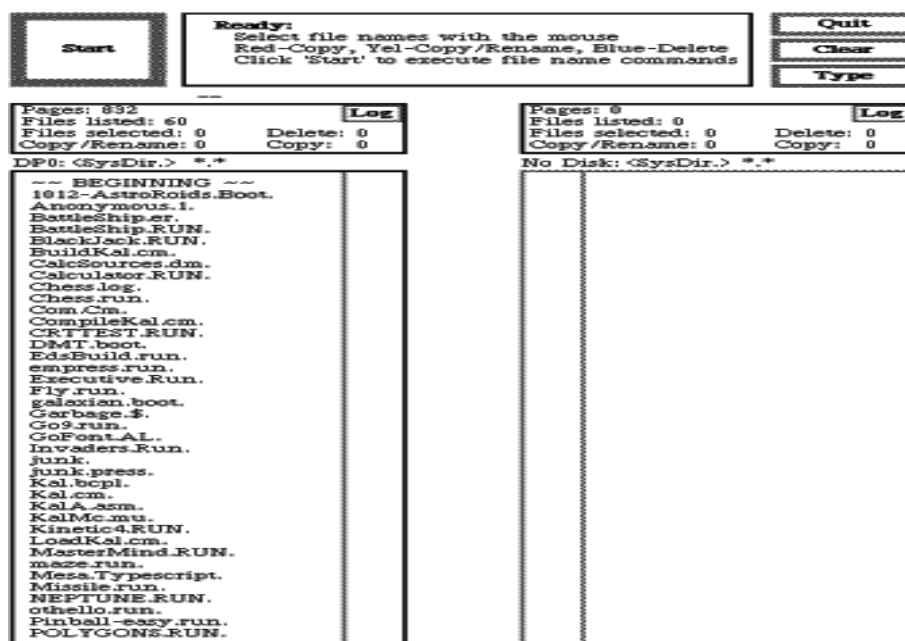 Start
Ready:
Select file names with the mouse
Red-Copy, Yel-Copy/Rename, Blue-Delete
Click 'Start' to execute file name commands
Quit
Clear
Type
Pages: 832
Files listed: 60
Files selected: 0 Delete: 0
Copy/Rename: 0 Copy: 0
Log
DP0: <SysDir.> *.*
~~ BEGINNING ~~
1012-AstroRoids.Boot.
Anonymous.1.
BattleShip.er.
BattleShip.RUN.
BlackJack.RUN.
BuildKal.cm.
CalcSources.dm.
Calculator.RUN.
Chess.log.
Chess.run.
Com.Cm.
CompileKal.cm.
CRTTEST.RUN.
DMT.boot.
EdsBuild.run.
empress.run.
Executive.Run.
Fly.run.
galaxian.boot.
Garbage.$.
Go9.run.
GoFont.AL.
Invaders.Run.
junk.
junk.press.
Kal.bcpl.
Kal.cm.
KalA.asm.
KalMc.mu.
Kinetic4.RUN.
LoadKal.cm.
MasterMind.RUN.
maze.run.
Mesa.Typescript.
Missile.run.
NEPTUNE.RUN.
othello.run.
Pinball-easy.run.
POLYGONS.RUN.
Pages: 0
Files listed: 0
Files selected: 0 Delete: 0
Copy/Rename: 0 Copy: 0
Log
No Disk: <SysDir.> *.*